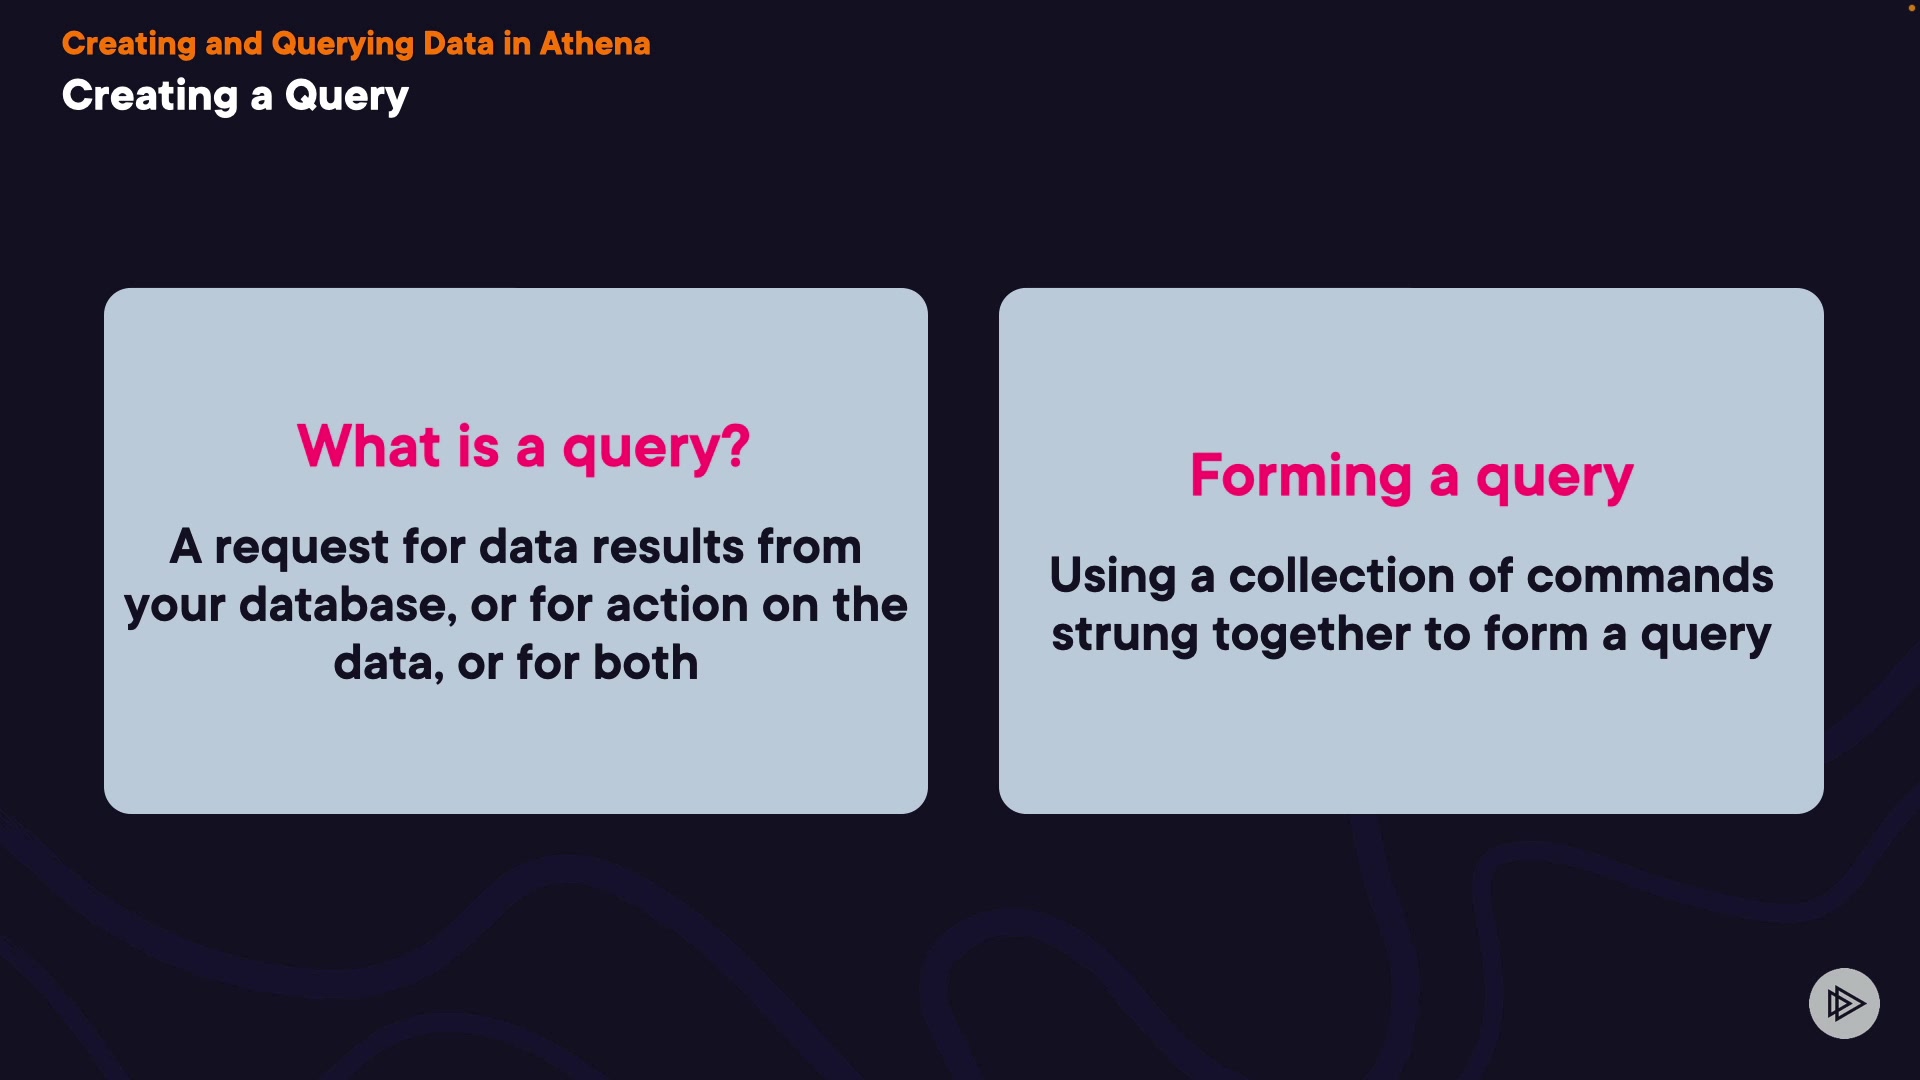 Creating and Querying Data in Athena
Creating a Query
What is a query?
A request for data results from
your database, or for action on the
data, or for both
Forming a query
Using a collection of commands
strung together to form a query